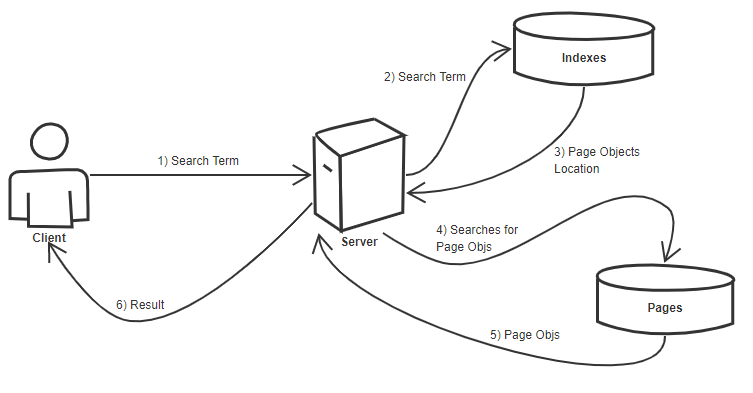 Indexes
2) Search Term
1) Search Term
3) Page Objects
Location
Client
Server
4) Searches for
Page Objs
6) Result
Pages
5) Page Objs